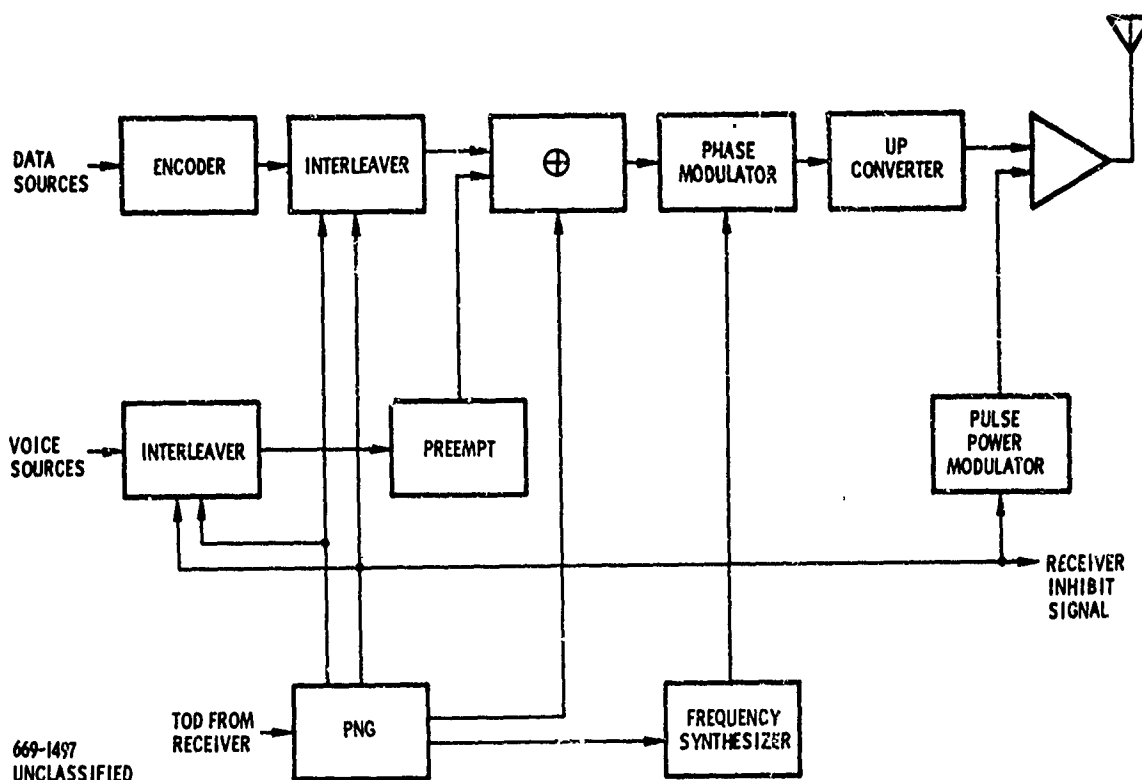 DATA
SOURCES
ENCODER
INTERLEAVER
⊕
PHASE
MODULATOR
UP
CONVERTER
VOICE
SOURCES
INTERLEAVER
PREEMPT
PULSE
POWER
MODULATOR
RECEIVER
INHIBIT
SIGNAL
TOD FROM
RECEIVER
PNG
FREQUENCY
SYNTHESIZER
669-1497
UNCLASSIFIED